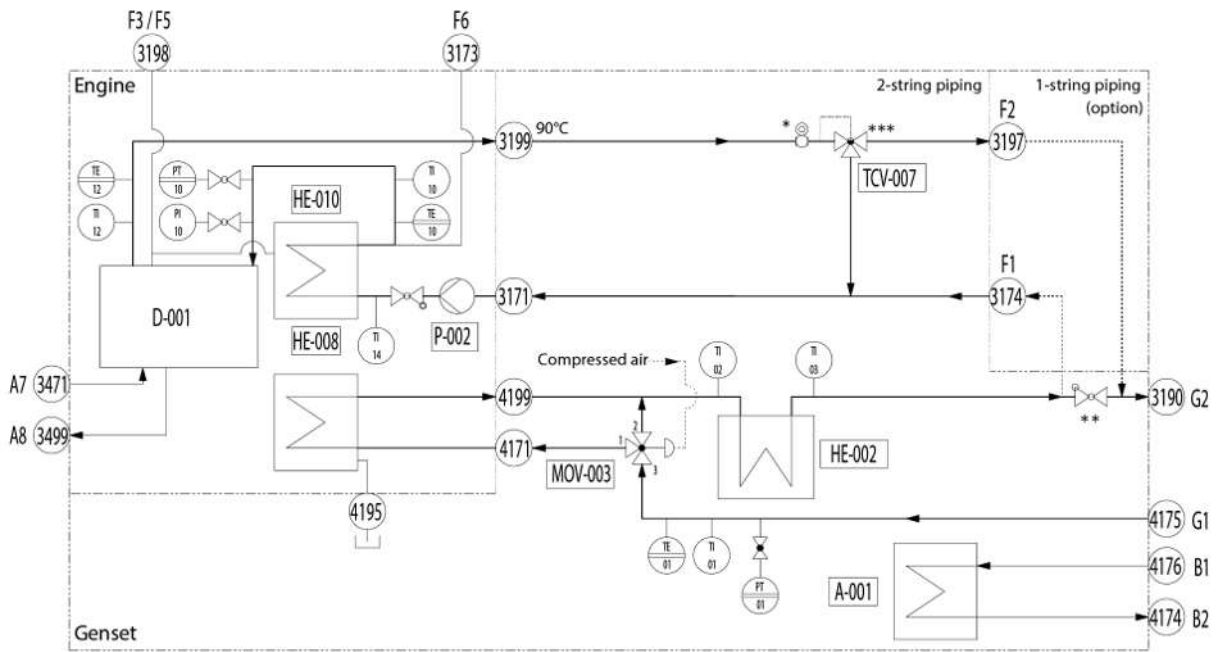 F3 / F5
F6
3198
3173
Engine
2-string piping
1-string piping
(option)
F2
3199
90°C
*
***
3197
TCV-007
TE
12
PT
10
TI
10
HE-010
TI
12
PI
10
TE
10
F1
3171
3174
D-001
HE-008
TI
14
P-002
Compressed air
TI
02
TI
03
A7
3471
4199
3190
G2
**
2
A8
3499
1
4171
3
MOV-003
HE-002
4195
4175
G1
TE
01
TI
01
4176
B1
PT
01
A-001
4174
B2
Genset